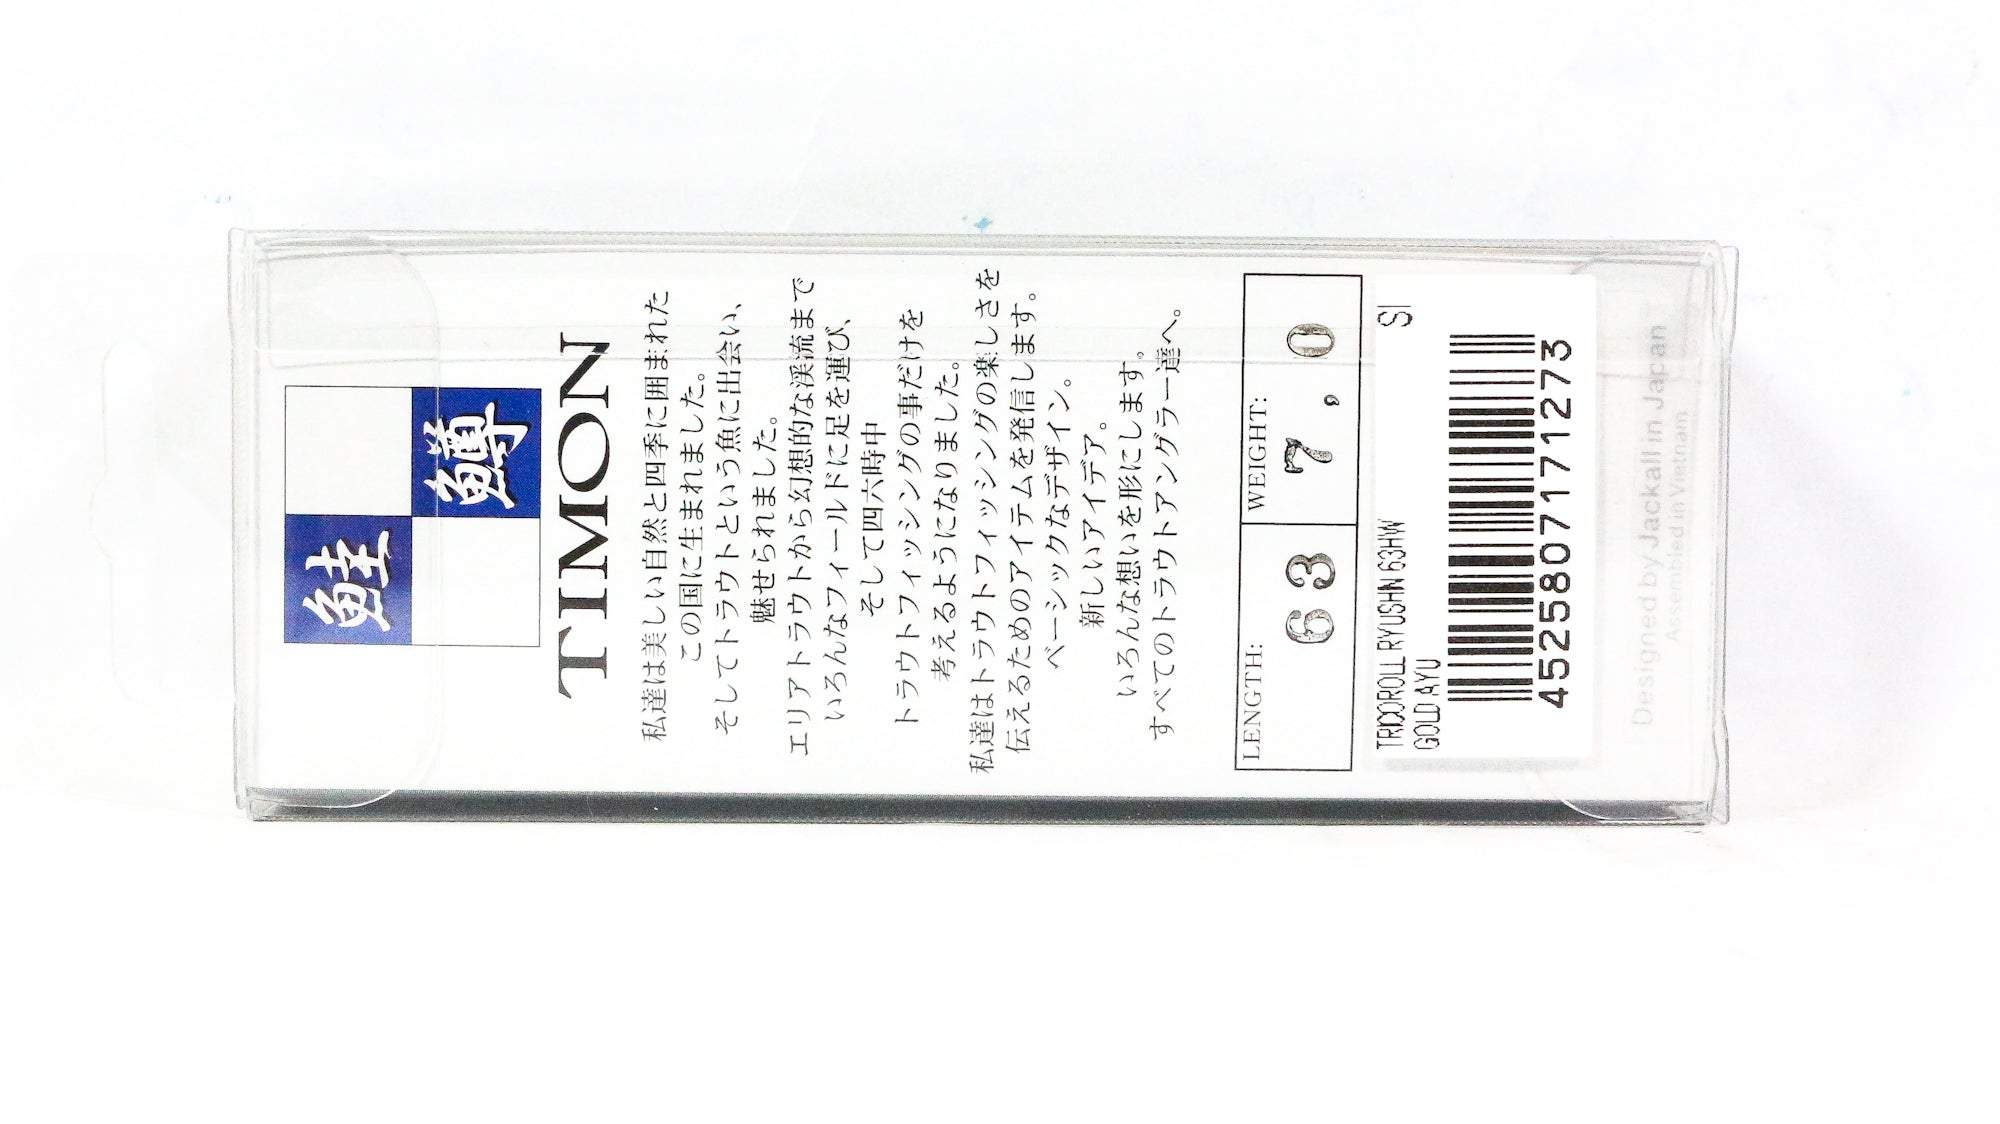 鮭
鱒
TIMON
私達は美しい自然と四季に囲まれた
この国に生まれました。
そしてトラウトという魚に出会い、
魅せられました。
エリアトラウトから幻想的な渓流まで
いろんなフィールドに足を運び、
そして四六時中
トラウトフィッシングの事だけを
考えるようになりました。
私達はトラウトフィッシングの楽しさを
伝えるためのアイテムを発信します。
ベーシックなデザイン。
新しいアイデア。
いろんな想いを形にします。
すべてのトラウトアングラー達へ。
LENGTH: WEIGHT:
63 7,0
SI
TRICOROLL RYUSHN 63HW
GOLD AYU
4525807171273
Designed by Jackall in Japan
Assembled in Vietnam